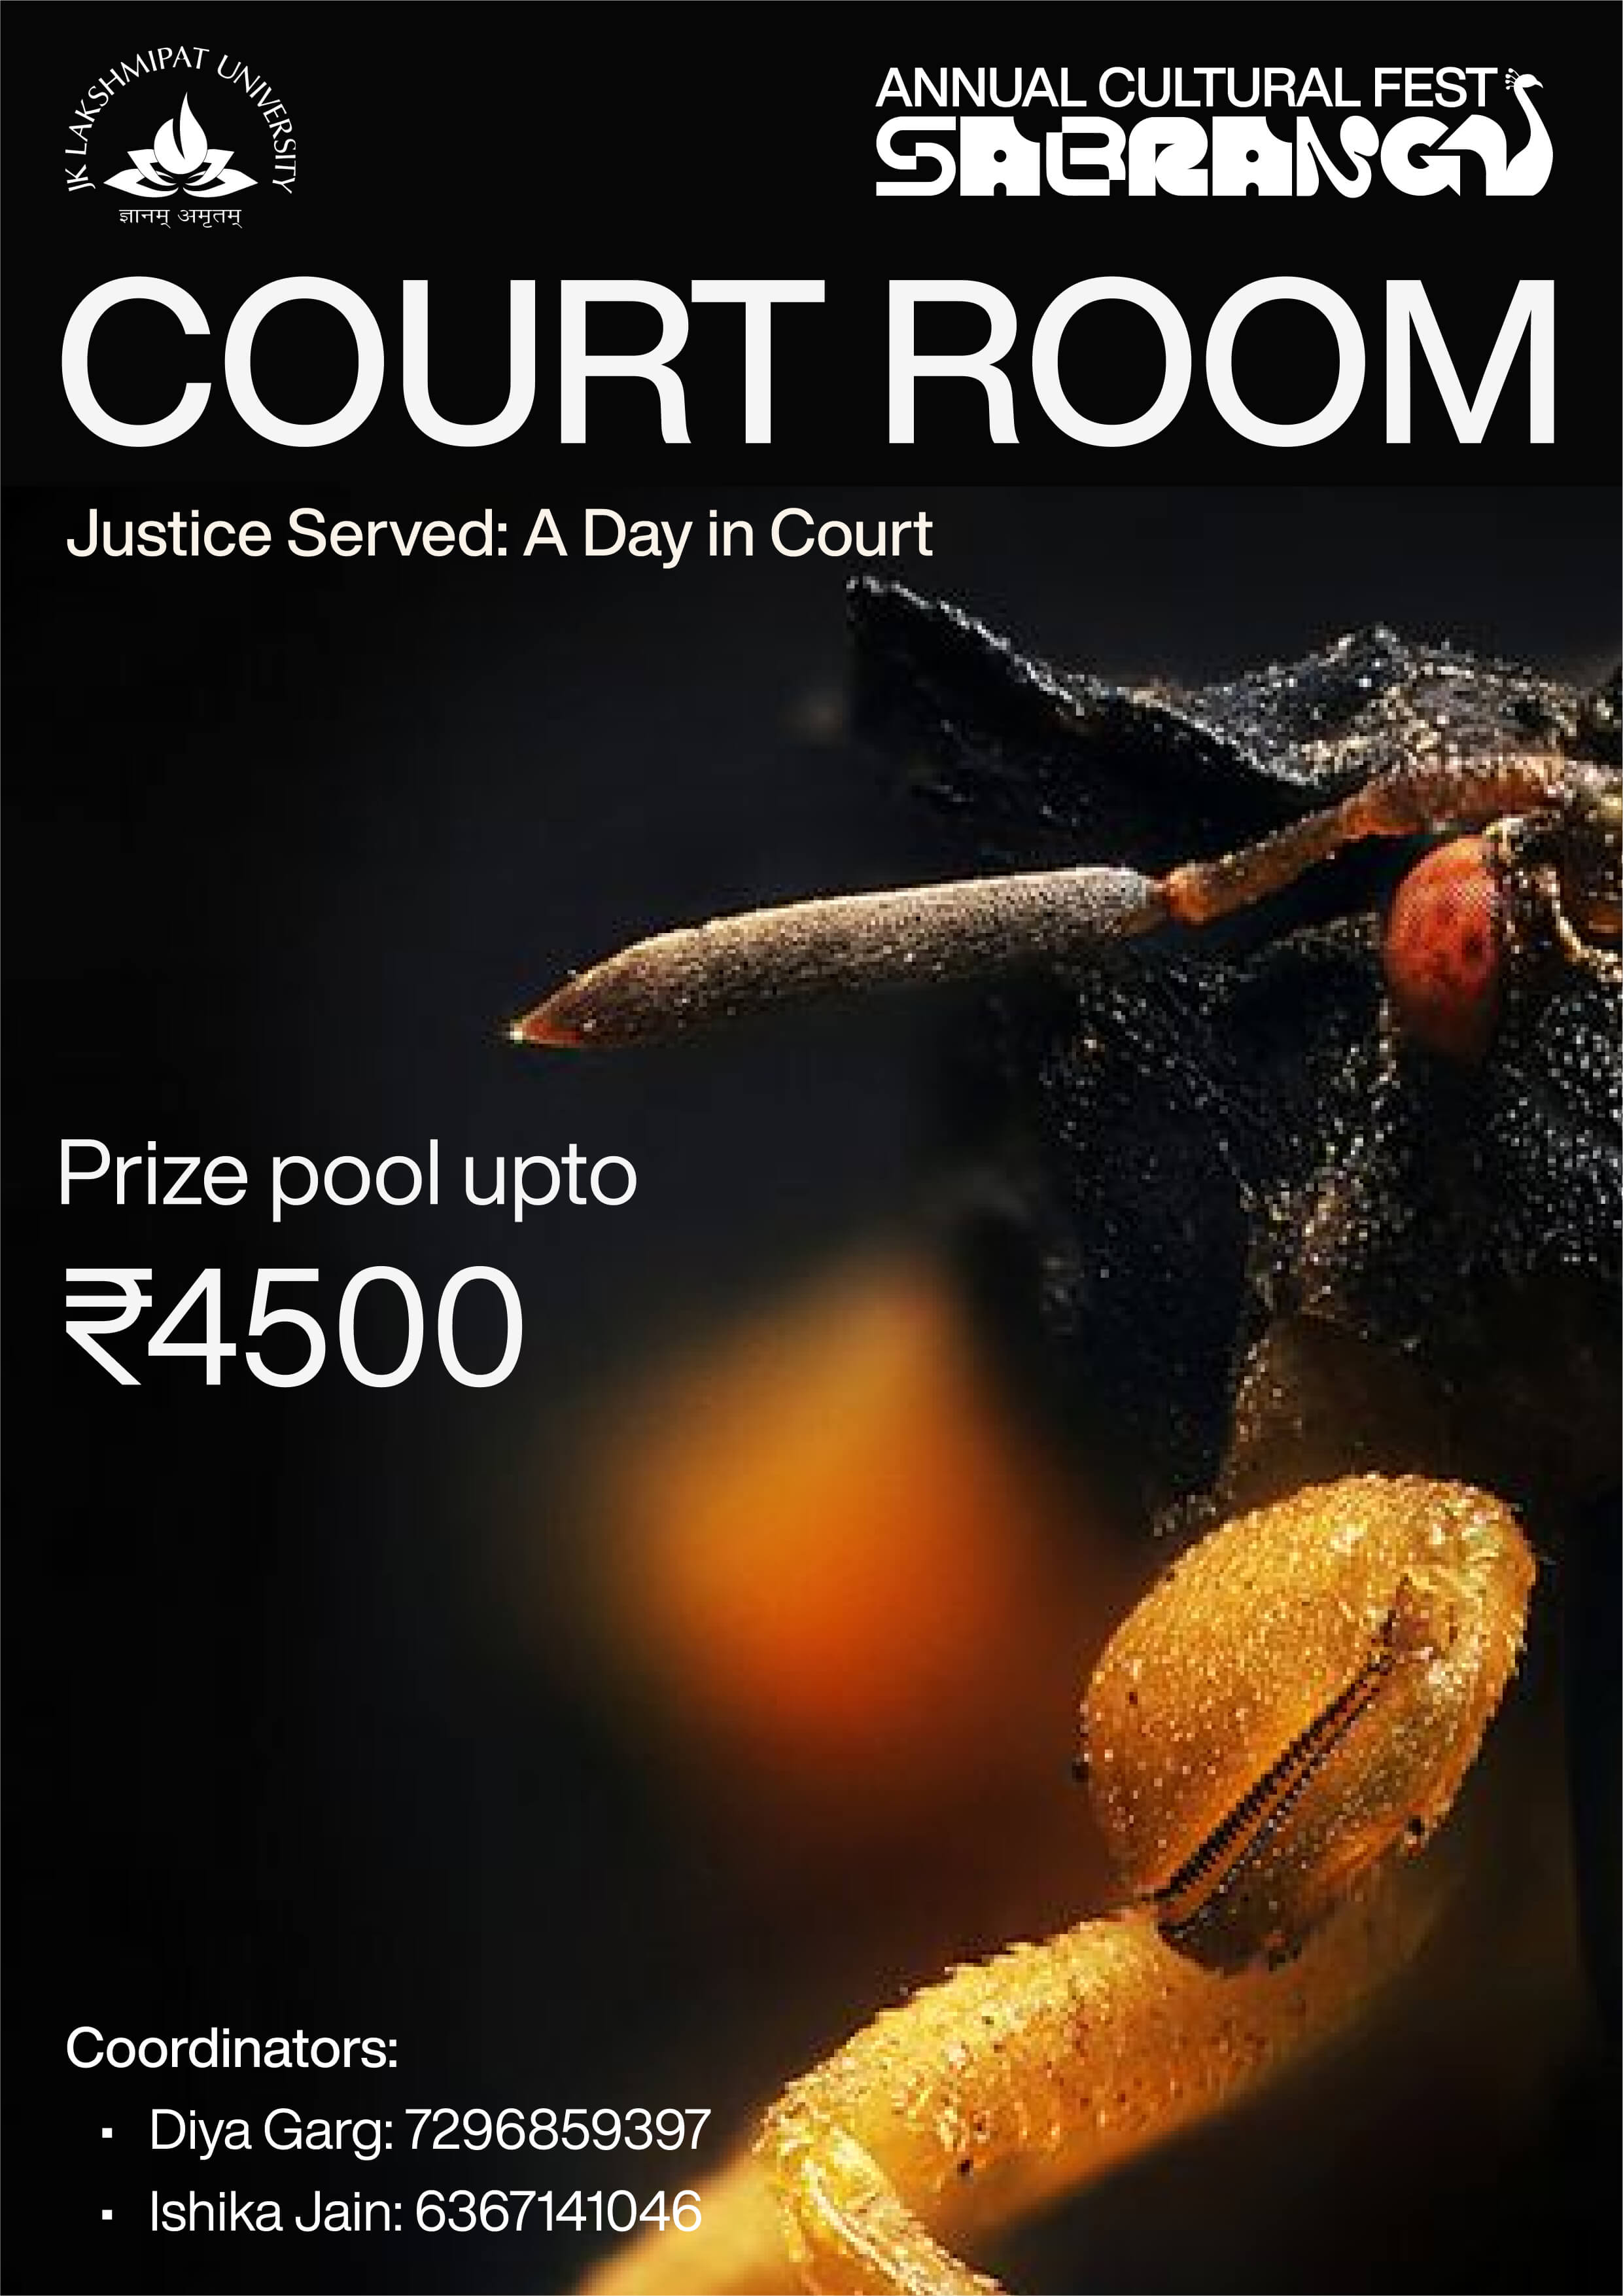 JK LAKSHMIPAT UNIVERSITY
ज्ञानम् अमृतम्
ANNUAL CULTURAL FEST
SABRANG
COURT ROOM
Justice Served: A Day in Court
Prize pool upto
₹4500
Coordinators:
▪ Diya Garg: 7296859397
▪ Ishika Jain: 6367141046